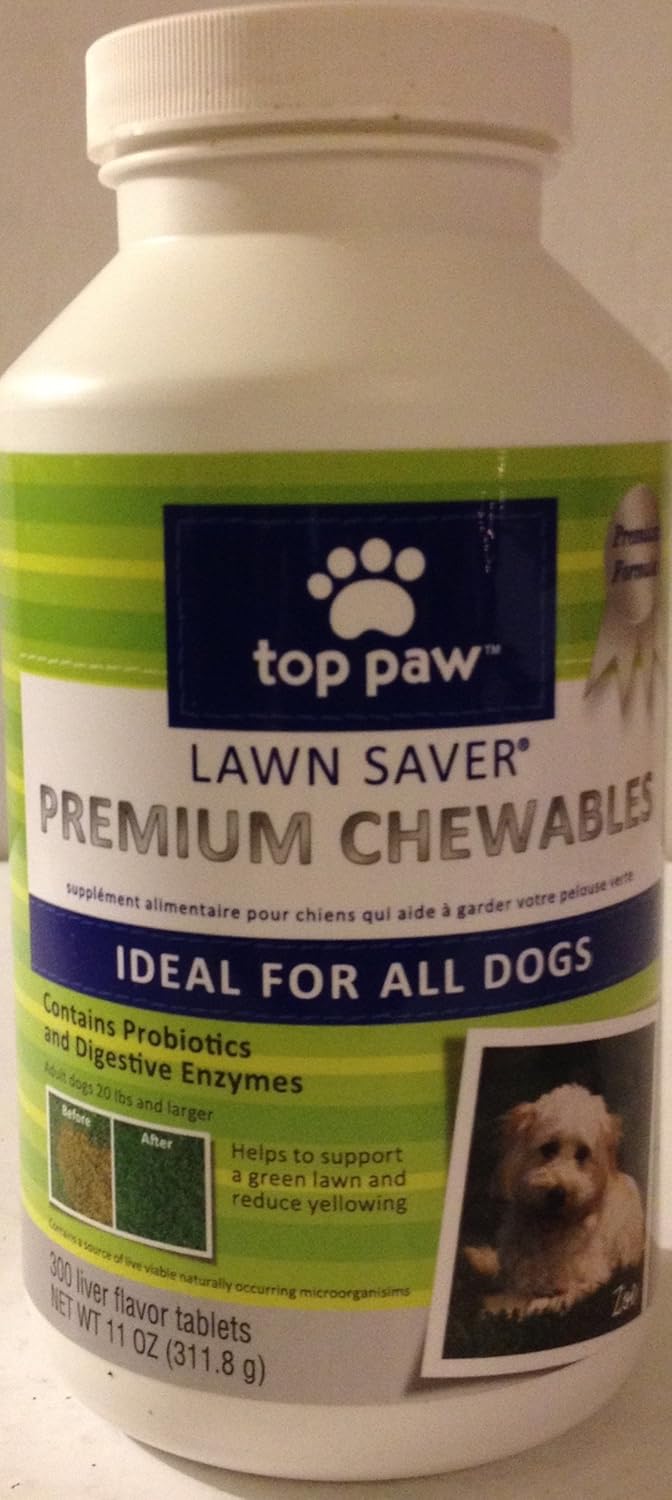 Premium
Formula
top paw™
LAWN SAVER®
PREMIUM CHEWABLES
supplément alimentaire pour chiens qui aide à garder votre pelouse verte
IDEAL FOR ALL DOGS
Contains Probiotics
and Digestive Enzymes
Adult dogs 20 lbs and larger
Before
After
Helps to support
a green lawn and
reduce yellowing
Contains a source of live viable naturally occurring microorganisims
300 liver flavor tablets
NET WT 11 OZ (311.8 g)